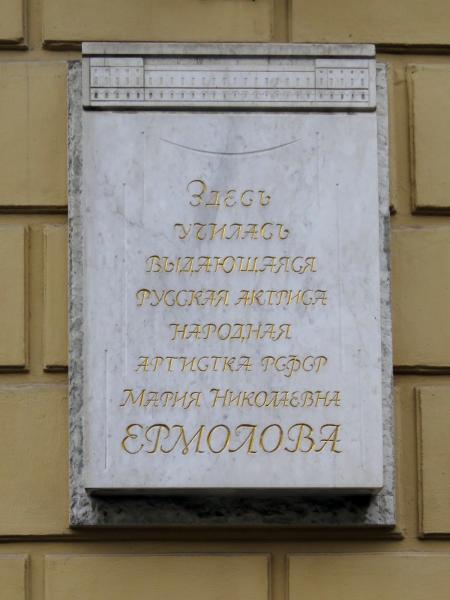 Здесь
училась
выдающаяся
русская актриса
народная
артистка РСФСР
Мария Николаевна
ЕРМОЛОВА